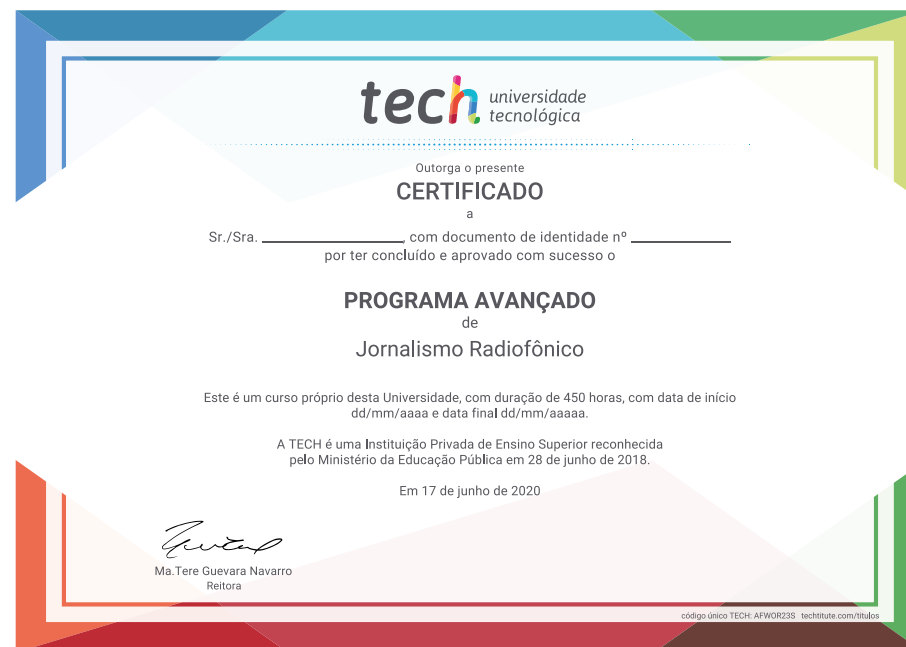 tech universidade
tecnológica
Outorga o presente
CERTIFICADO
a
Sr./Sra. ____________, com documento de identidade nº ____________
por ter concluído e aprovado com sucesso o
PROGRAMA AVANÇADO
de
Jornalismo Radiofônico
Este é um curso próprio desta Universidade, com duração de 450 horas, com data de início
dd/mm/aaaa e data final dd/mm/aaaaa.
A TECH é uma Instituição Privada de Ensino Superior reconhecida
pelo Ministério da Educação Pública em 28 de junho de 2018.
Em 17 de junho de 2020
Ma.Tere Guevara Navarro
Reitora
código único TECH: AFWOR23S techtitute.com/titulos